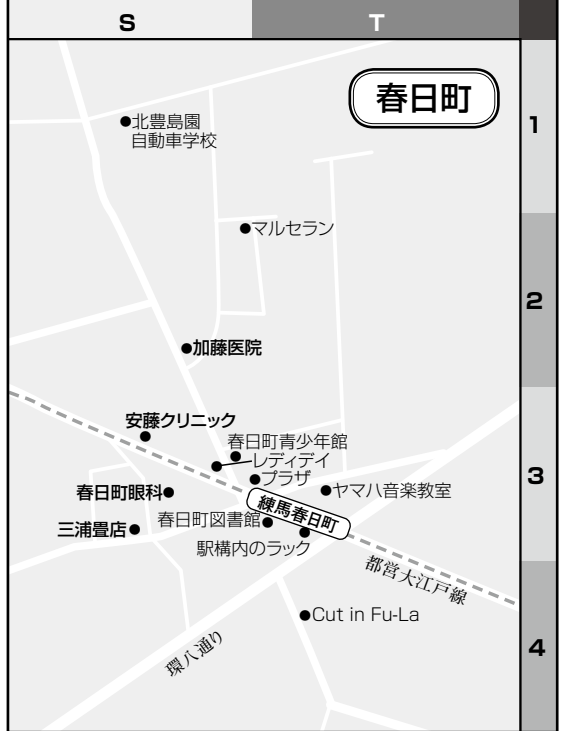 S
T
春日町
1
●北豊島園
自動車学校
●マルセラン
2
●加藤医院
安藤クリニック
春日町青少年館
レディデイ
プラザ
3
春日町眼科●
●ヤマハ音楽教室
練馬春日町
三浦畳店●
春日町図書館
駅構内のラック
都営大江戸線
●Cut in Fu-La
環八通り
4